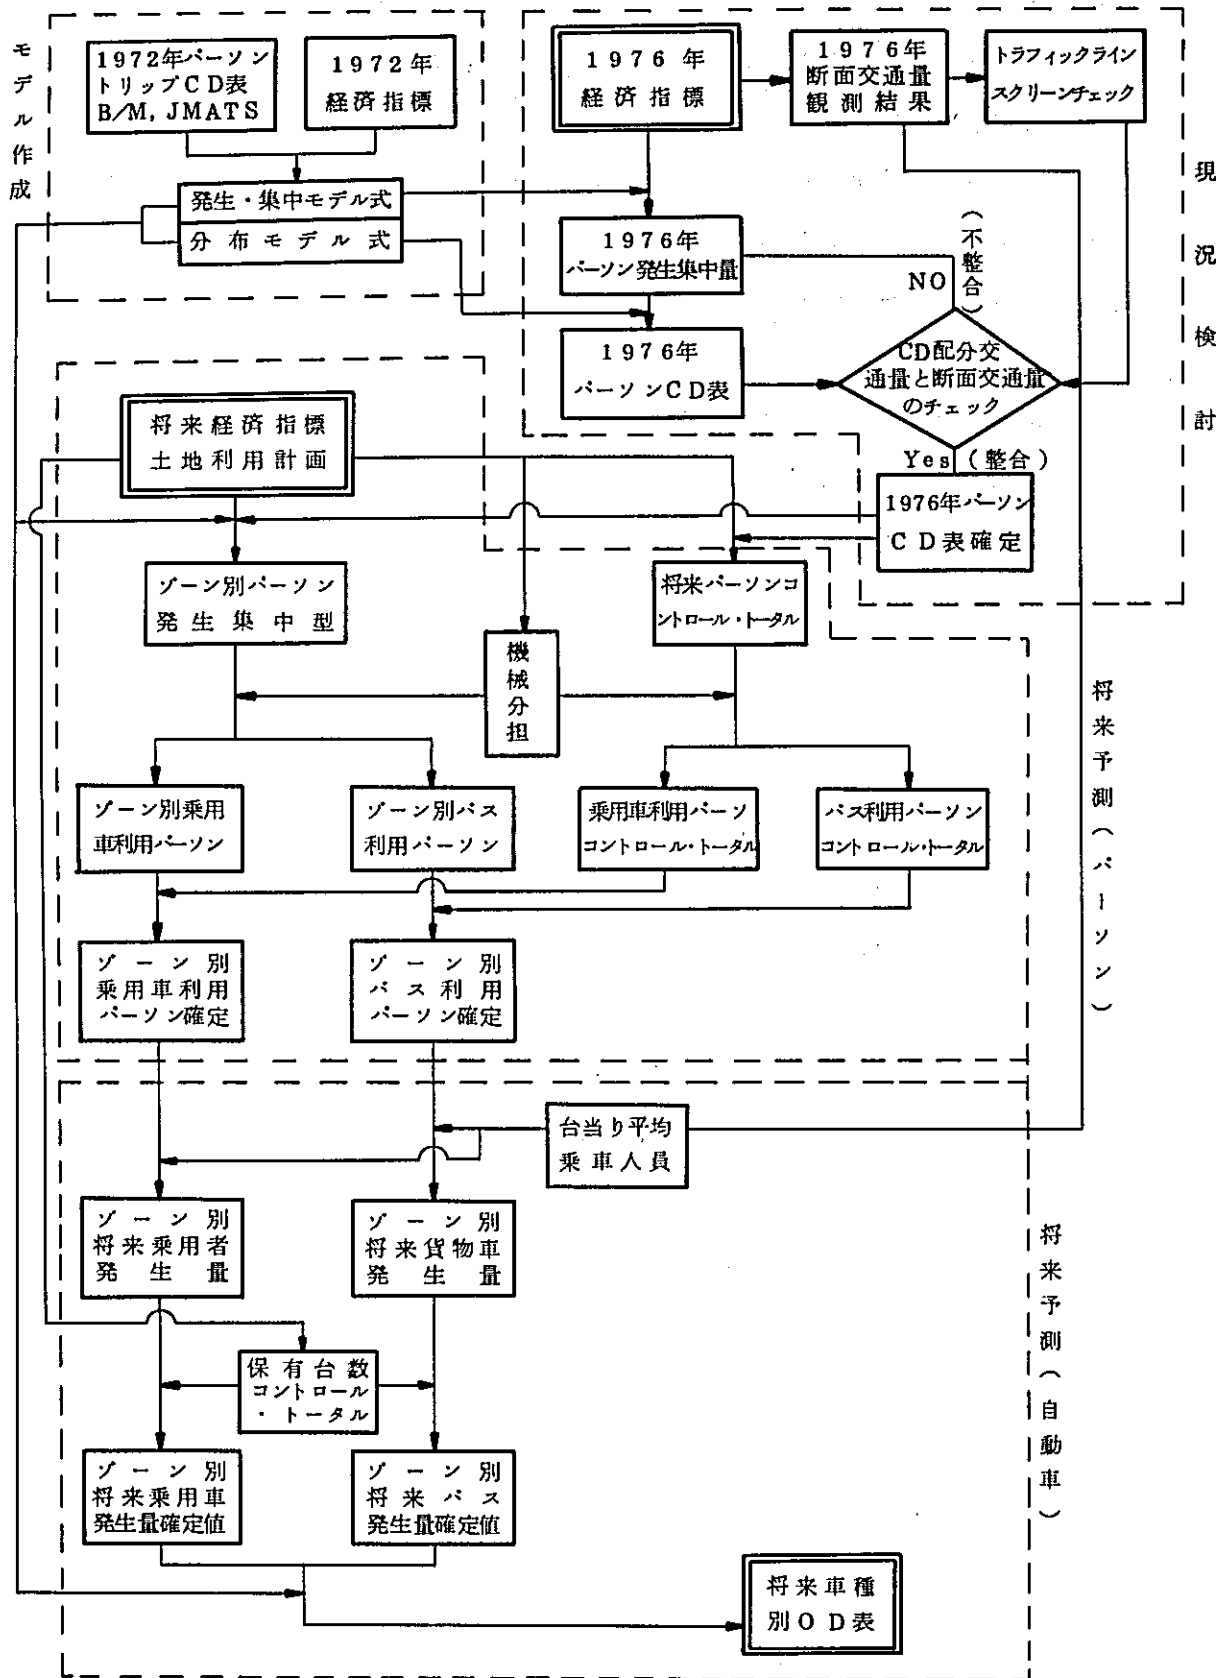 モデル作成
1972年パーソン
トリップCD表
B/M, JMATS
1972年
経済指標
発生・集中モデル式
分布モデル式
1976年
経済指標
1976年
断面交通量
観測結果
トラフィックライン
スクリーンチェック
現況検討
1976年
パーソン発生集中量
(不整合)
NO
1976年
パーソンCD表
CD配分交
通量と断面交通量
のチェック
Yes(整合)
1976年パーソン
CD表確定
将来経済指標
土地利用計画
ゾーン別パーソン
発生集中型
将来パーソンコ
ントロール・トータル
機械分担
将来予測(パーソン)
ゾーン別乗用
車利用パーソン
ゾーン別バス
利用パーソン
乗用車利用パーソ
コントロール・トータル
バス利用パーソン
コントロール・トータル
ゾーン別
乗用車利用
パーソン確定
ゾーン別
バス利用
パーソン確定
台当り平均
乗車人員
ゾーン別
将来乗用者
発生量
ゾーン別
将来貨物車
発生量
将来予測(自動車)
保有台数
コントロール
・トータル
ゾーン別
将来乗用車
発生量確定値
ゾーン別
将来バス
発生量確定値
将来車種
別OD表